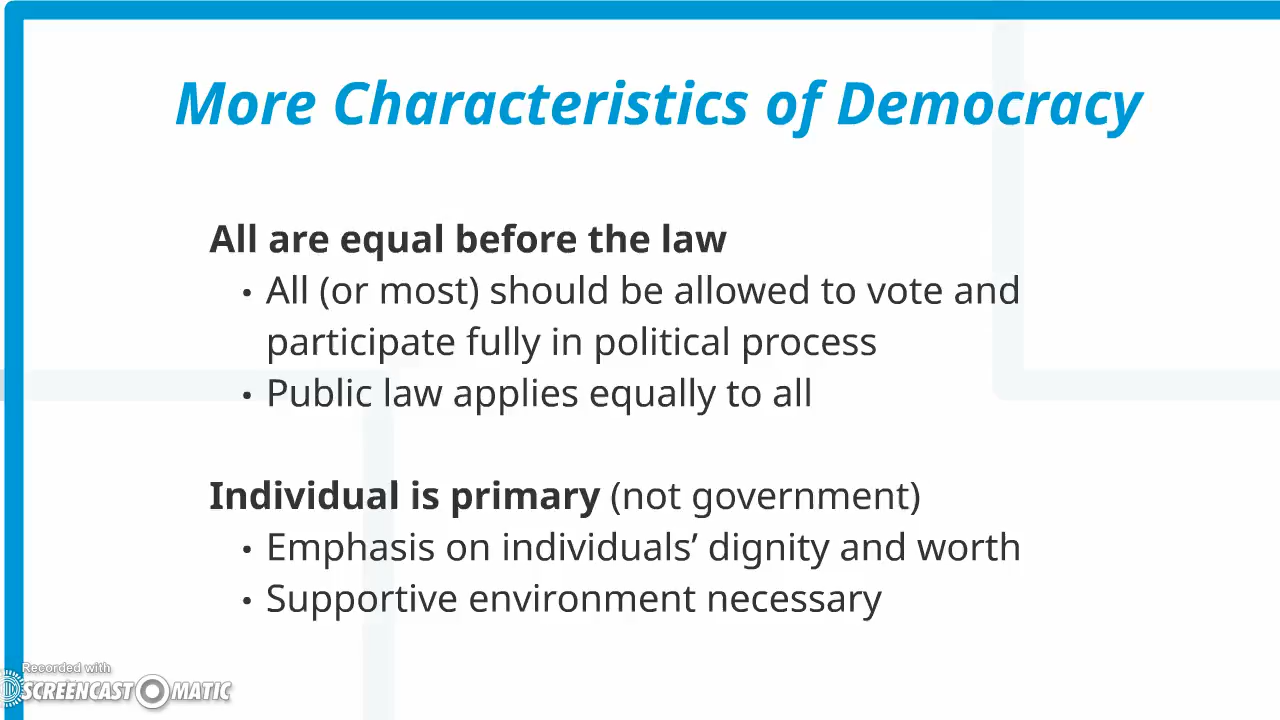 More Characteristics of Democracy
All are equal before the law
• All (or most) should be allowed to vote and
participate fully in political process
• Public law applies equally to all
Individual is primary (not government)
• Emphasis on individuals’ dignity and worth
• Supportive environment necessary
Recorded with
SCREENCAST MATIC